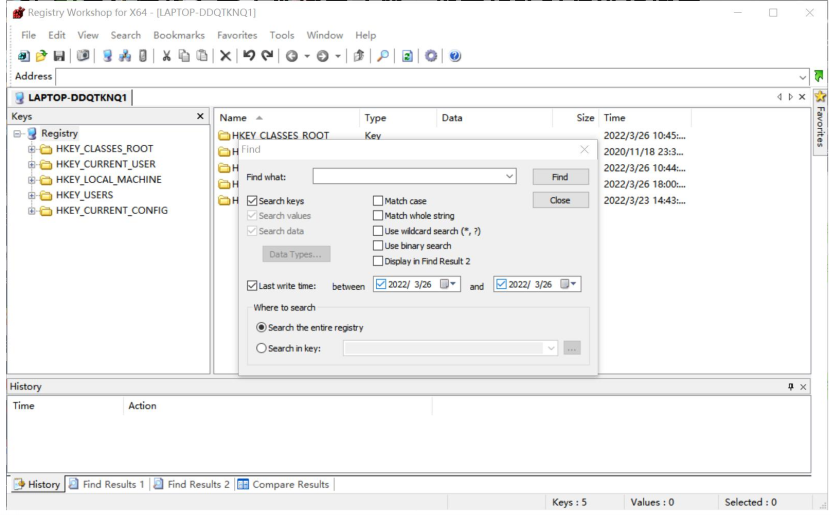 Registry Workshop for X64 - [LAPTOP-DDQTKNQ1]
File Edit View Search Bookmarks Favorites Tools Window Help
Address
LAPTOP-DDQTKNQ1
Keys
Name Type Data Size Time
Registry
HKEY_CLASSES_ROOT
HKEY_CURRENT_USER
HKEY_LOCAL_MACHINE
HKEY_USERS
HKEY_CURRENT_CONFIG
HKEY_CLASSES_ROOT Key 2022/3/26 10:45:...
2020/11/18 23:3...
2022/3/26 10:44:...
2022/3/26 18:00:...
2022/3/23 14:43:...
Favorites
Find
Find what: Find
Search keys Match case Close
Search values Match whole string
Search data Use wildcard search (*, ?)
Data Types... Use binary search
Display in Find Result 2
Last write time: between 2022/ 3/26 and 2022/ 3/26
Where to search
Search the entire registry
Search in key: ...
History
Time Action
History Find Results 1 Find Results 2 Compare Results
Keys : 5 Values : 0 Selected : 0